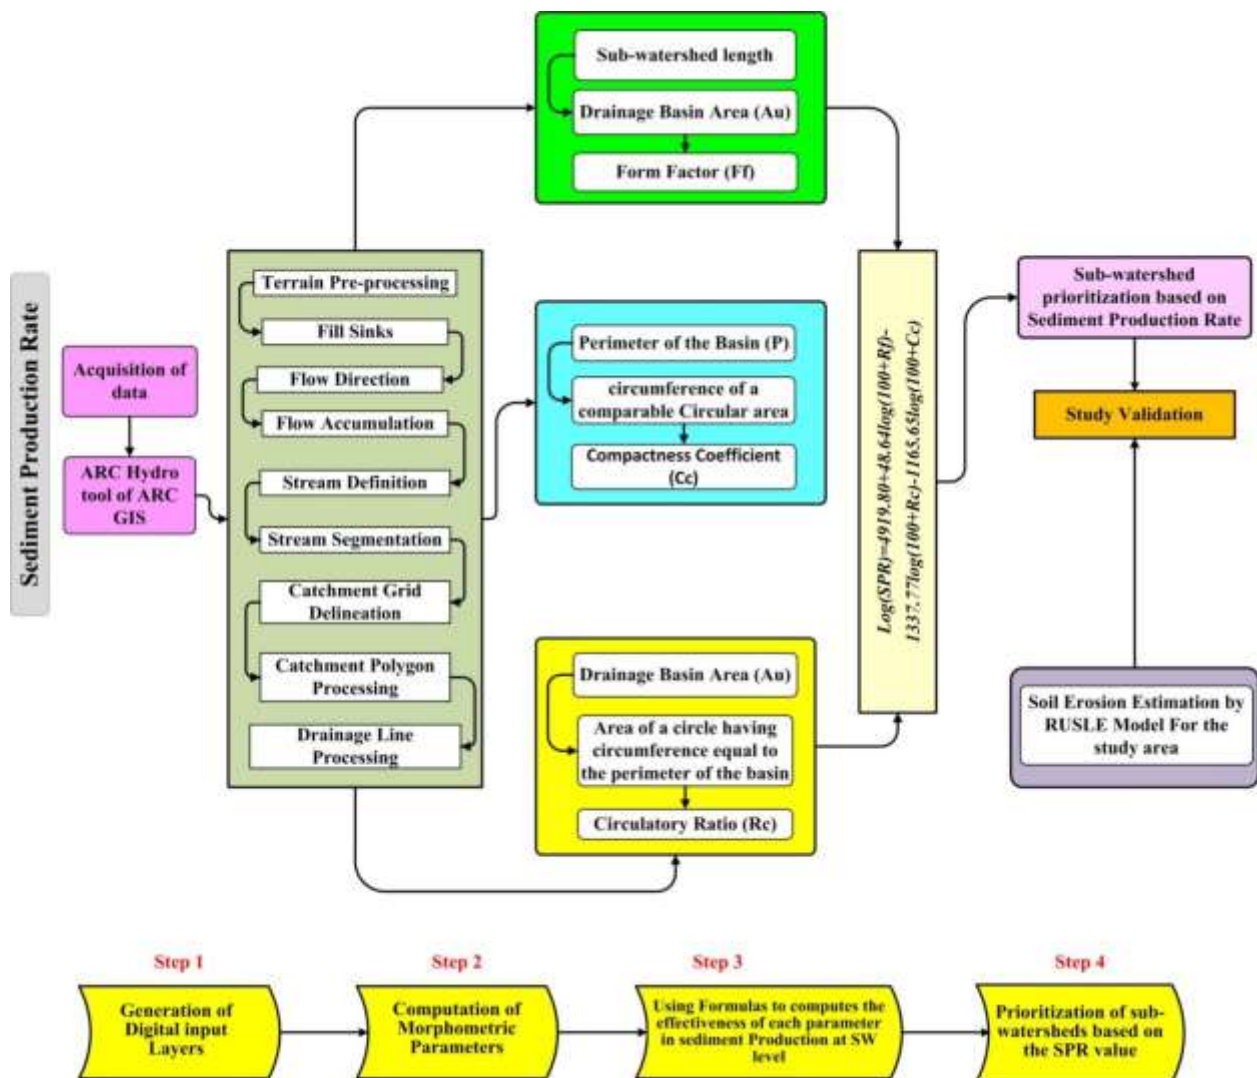 Sediment Production Rate
Acquisition of
data
ARC Hydro
tool of ARC
GIS
Terrain Pre-processing
Fill Sinks
Flow Direction
Flow Accumulation
Stream Definition
Stream Segmentation
Catchment Grid
Delineation
Catchment Polygon
Processing
Drainage Line
Processing
Sub-watershed length
Drainage Basin Area (Au)
Form Factor (Ff)
Perimeter of the Basin (P)
circumference of a
comparable Circular area
Compactness Coefficient
(Cc)
Drainage Basin Area (Au)
Area of a circle having
circumference equal to
the perimeter of the basin
Circulatory Ratio (Rc)
Log(SPR)=4919.80+48.64log(100+Rf)-
1337.77log(100+Rc)-1165.65log(100+Cc)
Sub-watershed
prioritization based on
Sediment Production Rate
Study Validation
Soil Erosion Estimation by
RUSLE Model For the
study area
Step 1
Step 2
Step 3
Step 4
Generation of
Digital input
Layers
Computation of
Morphometric
Parameters
Using Formulas to computes the
effectiveness of each parameter
in sediment Production at SW
level
Prioritization of sub-
watersheds based on
the SPR value